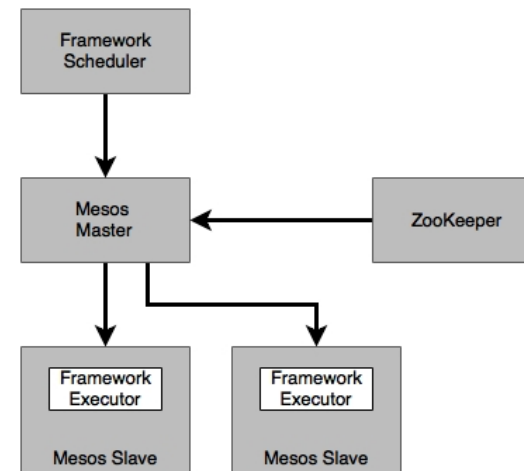 Framework
Scheduler
Mesos
Master
ZooKeeper
Framework
Executor
Mesos Slave
Framework
Executor
Mesos Slave